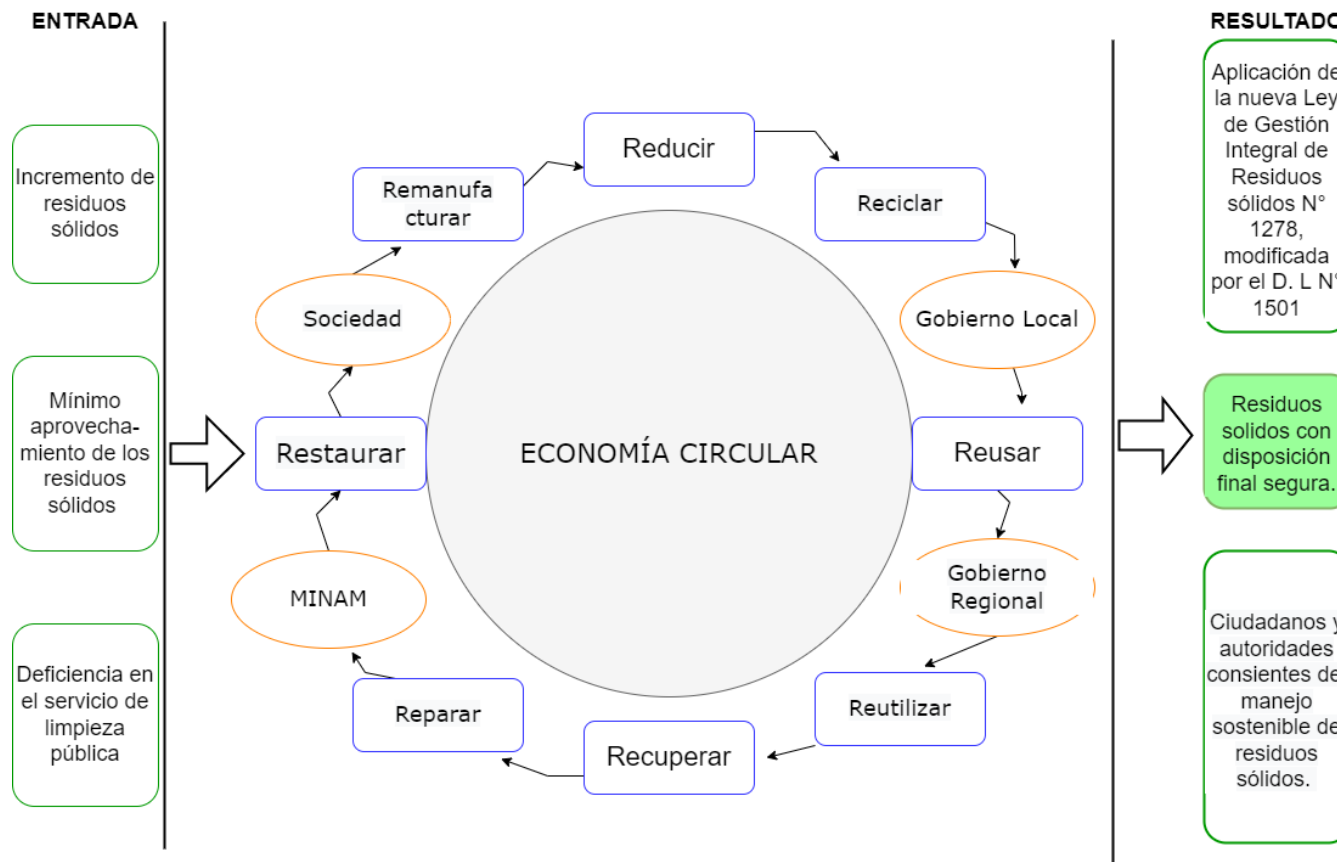 ENTRADA
Incremento de
residuos
sólidos
Mínimo
aprovecha-
miento de los
residuos
sólidos
Deficiencia en
el servicio de
limpieza
pública
Reducir
Remanufa
cturar
Reciclar
Sociedad
Gobierno Local
Restaurar
ECONOMÍA CIRCULAR
Reusar
MINAM
Gobierno
Regional
Reparar
Reutilizar
Recuperar
RESULTADO
Aplicación de
la nueva Ley
de Gestión
Integral de
Residuos
sólidos N°
1278,
modificada
por el D. L N°
1501
Residuos
solidos con
disposición
final segura.
Ciudadanos y
autoridades
consientes de
manejo
sostenible de
residuos
sólidos.